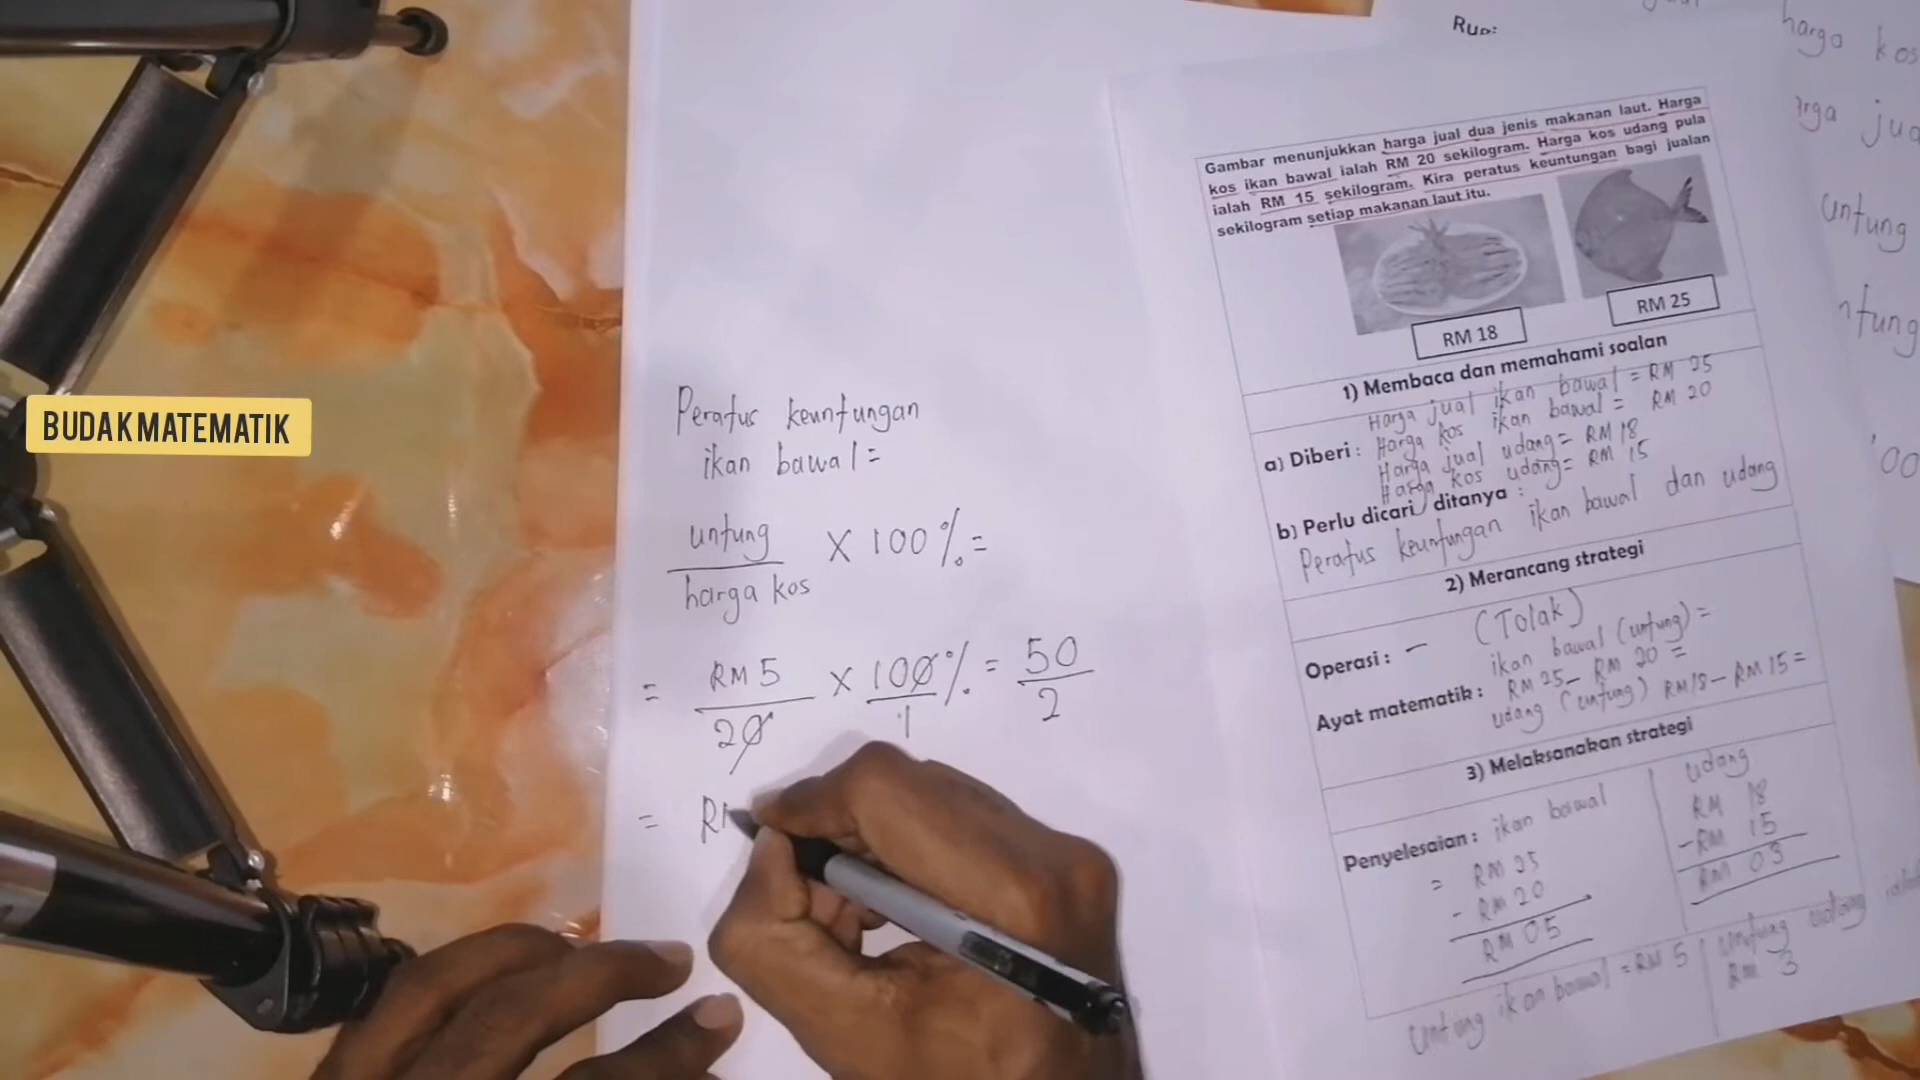 BUDAK MATEMATIK
Peratus keuntungan
ikan bawal =
untung
harga kos
X 100 % =
= RM 5
20
X 100 % =
1
50
2
= RM
Gambar menunjukkan harga jual dua jenis makanan laut. Harga
kos ikan bawal ialah RM 20 sekilogram. Harga kos udang pula
ialah RM 15 sekilogram. Kira peratus keuntungan bagi jualan
sekilogram setiap makanan laut itu.
RM 18
RM 25
1) Membaca dan memahami soalan
a) Diberi : Harga jual ikan bawal = RM 25
Harga kos ikan bawal = RM 20
Harga jual udang = RM 18
Harga kos udang = RM 15
b) Perlu dicari / ditanya :
Peratus keuntungan ikan bawal dan udang
2) Merancang strategi
Operasi : – (Tolak)
ikan bawal (untung) =
Ayat matematik : RM 25 – RM 20 =
udang (untung) RM 18 – RM 15 =
3) Melaksanakan strategi
Penyelesaian : ikan bawal
= RM 25
- RM 20
RM 05
untung ikan bawal = RM 5
udang
RM 18
- RM 15
RM 03
untung udang
RM 3
harga kos
jua
untung
ntung